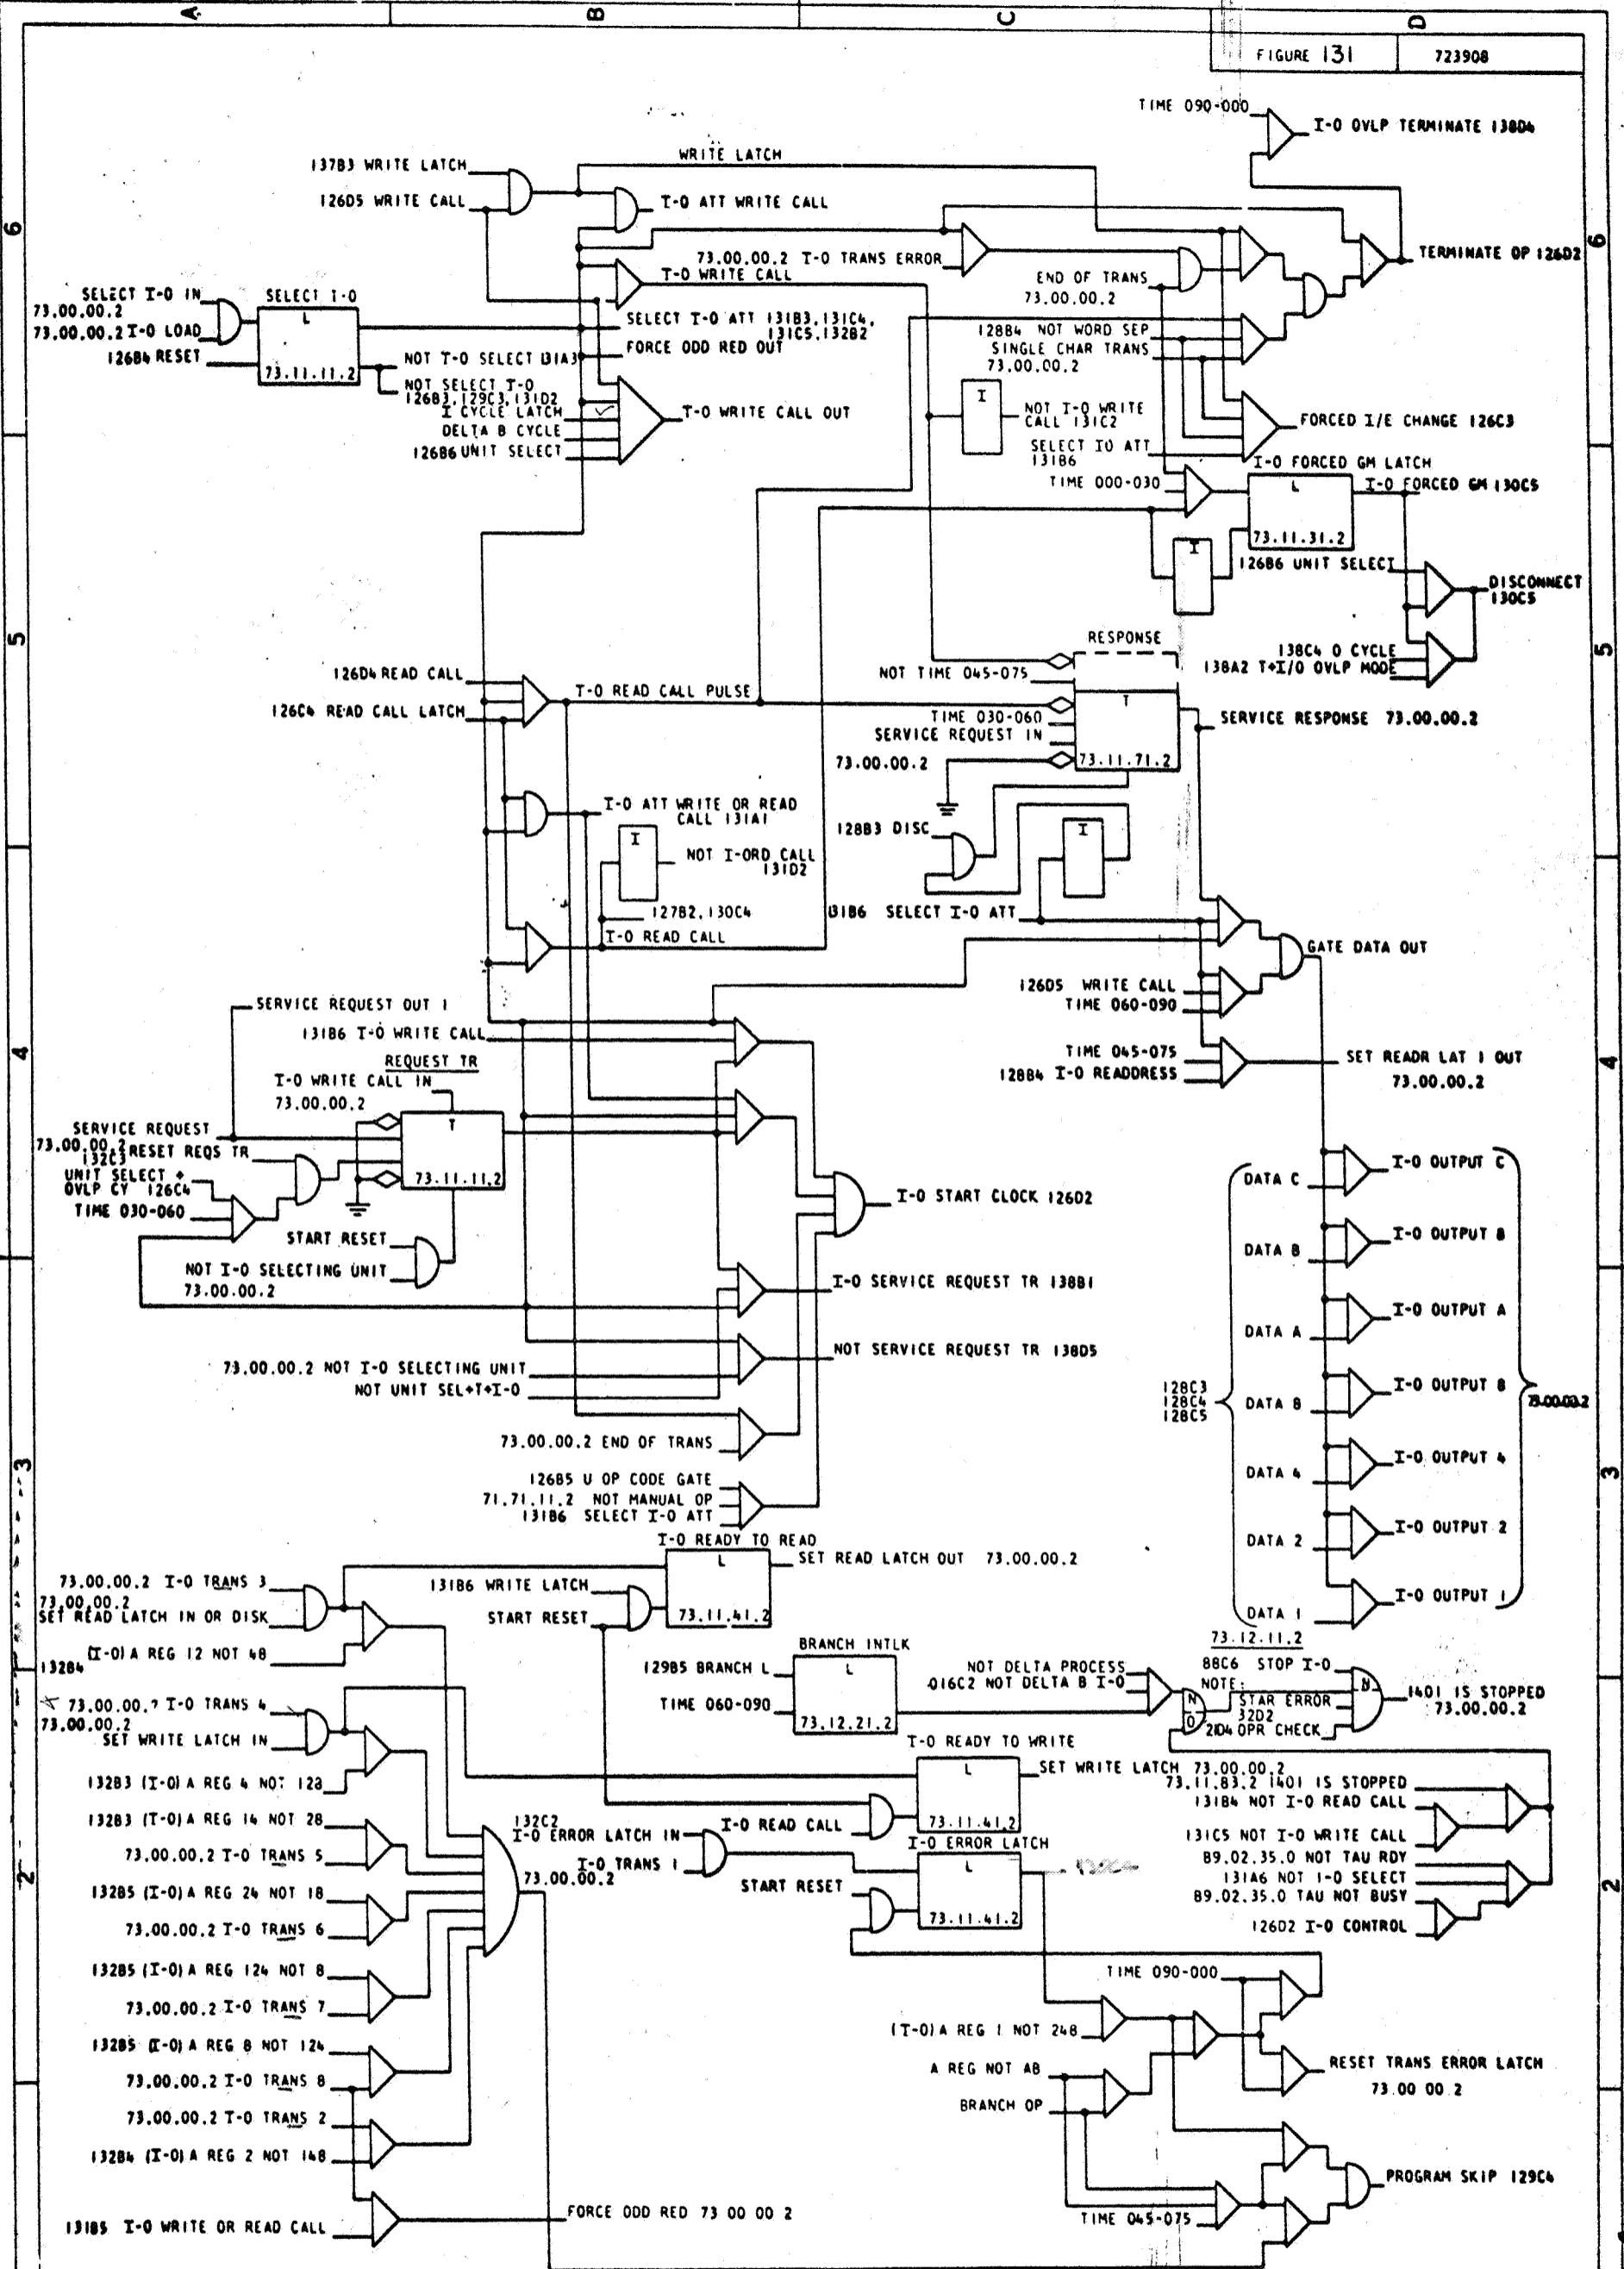 A
B
C
D
FIGURE 131
723908
TIME 090-000
I-O OVLP TERMINATE 138D4
137B3 WRITE LATCH
WRITE LATCH
126D5 WRITE CALL
I-O ATT WRITE CALL
6
6
73.00.00.2 I-O TRANS ERROR
I-O WRITE CALL
END OF TRANS
73.00.00.2
TERMINATE OP 126D2
SELECT I-O IN
73.00.00.2
73.00.00.2 I-O LOAD
126B4 RESET
SELECT I-O
L
73.11.11.2
SELECT I-O ATT 131B3,131C4,
131C5,132B2
FORCE ODD RED OUT
NOT I-O SELECT 131A3
NOT SELECT I-O
126B3,129C3,131D2
I CYCLE LATCH
DELTA B CYCLE
126B6 UNIT SELECT
I-O WRITE CALL OUT
128B4 NOT WORD SEP
SINGLE CHAR TRANS
73.00.00.2
I
NOT I-O WRITE
CALL 131C2
SELECT IO ATT
131B6
FORCED I/E CHANGE 126C3
TIME 000-030
I-O FORCED GM LATCH
L
73.11.31.2
I-O FORCED GM 130C5
I
126B6 UNIT SELECT
DISCONNECT
130C5
138C4 O CYCLE
138A2 T+I/O OVLP MODE
5
5
126D4 READ CALL
126C4 READ CALL LATCH
I-O READ CALL PULSE
RESPONSE
NOT TIME 045-075
TIME 030-060
SERVICE REQUEST IN
73.00.00.2
T
73.11.71.2
SERVICE RESPONSE 73.00.00.2
I-O ATT WRITE OR READ
CALL 131A1
I
NOT I-ORD CALL
131D2
127B2,130C4
I-O READ CALL
128B3 DISC
I
131B6 SELECT I-O ATT
GATE DATA OUT
126D5 WRITE CALL
TIME 060-090
4
4
SERVICE REQUEST OUT 1
131B6 I-O WRITE CALL
REQUEST TR
I-O WRITE CALL IN
73.00.00.2
T
73.11.11.2
TIME 045-075
128B4 I-O READDRESS
SET READR LAT 1 OUT
73.00.00.2
SERVICE REQUEST
73.00.00.2
132C3 RESET REQS TR
UNIT SELECT +
OVLP CY 126C4
TIME 030-060
START RESET
NOT I-O SELECTING UNIT
73.00.00.2
I-O START CLOCK 126D2
I-O SERVICE REQUEST TR 138B1
NOT SERVICE REQUEST TR 138D5
73.00.00.2 NOT I-O SELECTING UNIT
NOT UNIT SEL+T+I-O
73.00.00.2 END OF TRANS
126B5 U OP CODE GATE
71.71.11.2 NOT MANUAL OP
131B6 SELECT I-O ATT
DATA C
I-O OUTPUT C
DATA B
I-O OUTPUT B
DATA A
I-O OUTPUT A
128C3
128C4
128C5
DATA 8
I-O OUTPUT 8
73.00.00.2
DATA 4
I-O OUTPUT 4
DATA 2
I-O OUTPUT 2
DATA 1
I-O OUTPUT 1
73.12.11.2
3
3
I-O READY TO READ
L
73.11.41.2
SET READ LATCH OUT 73.00.00.2
131B6 WRITE LATCH
START RESET
73.00.00.2 I-O TRANS 3
73.00.00.2
SET READ LATCH IN OR DISK
(I-O)A REG 12 NOT 48
132B4
73.00.00.2 I-O TRANS 4
73.00.00.2
SET WRITE LATCH IN
132B3 (I-O)A REG 4 NOT 128
132B3 (I-O)A REG 14 NOT 28
73.00.00.2 I-O TRANS 5
132B5 (I-O)A REG 24 NOT 18
73.00.00.2 I-O TRANS 6
132B5 (I-O)A REG 124 NOT 8
73.00.00.2 I-O TRANS 7
132B5 (I-O)A REG 8 NOT 124
73.00.00.2 I-O TRANS 8
73.00.00.2 I-O TRANS 2
132B4 (I-O)A REG 2 NOT 148
131B5 I-O WRITE OR READ CALL
FORCE ODD RED 73 00 00 2
BRANCH INTLK
129B5 BRANCH L
TIME 060-090
L
73.12.21.2
NOT DELTA PROCESS
016C2 NOT DELTA B I-O
88C6 STOP I-O
NOTE:
STAR ERROR
32D2
21D4 OPR CHECK
N
O
N
1401 IS STOPPED
73.00.00.2
I-O READY TO WRITE
L
73.11.41.2
SET WRITE LATCH 73.00.00.2
73.11.83.2 1401 IS STOPPED
131B4 NOT I-O READ CALL
131C5 NOT I-O WRITE CALL
B9.02.35.0 NOT TAU RDY
131A6 NOT I-O SELECT
B9.02.35.0 TAU NOT BUSY
126D2 I-O CONTROL
132C2
I-O ERROR LATCH IN
I-O TRANS 1
73.00.00.2
I-O READ CALL
I-O ERROR LATCH
L
73.11.41.2
START RESET
2
2
TIME 090-000
(I-O)A REG 1 NOT 248
A REG NOT AB
BRANCH OP
RESET TRANS ERROR LATCH
73.00 00.2
TIME 045-075
PROGRAM SKIP 129C4